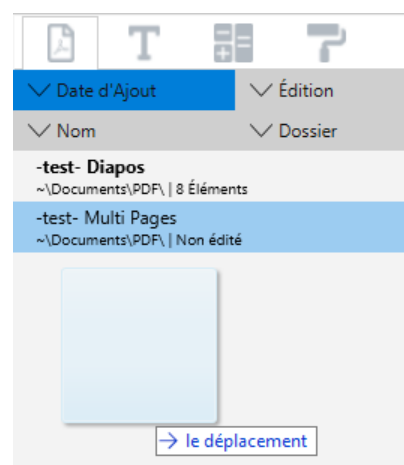 T
Date d'Ajout
Édition
Nom
Dossier
-test- Diapos
~\Documents\PDF\ | 8 Éléments
-test- Multi Pages
~\Documents\PDF\ | Non édité
→ le déplacement